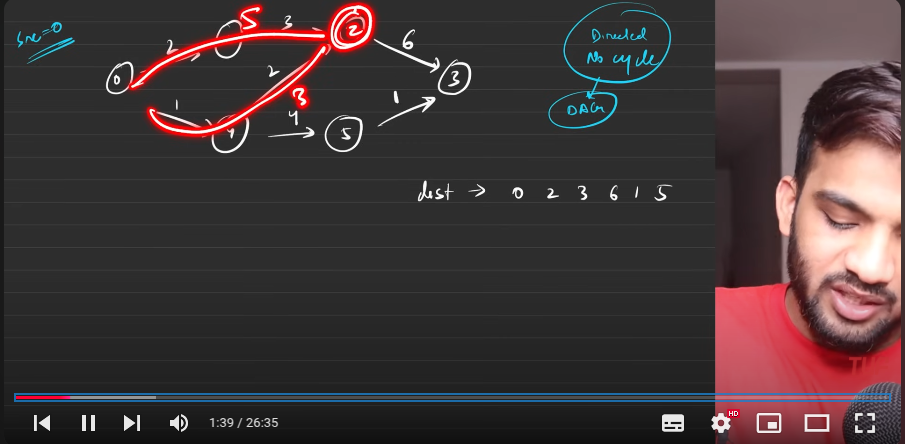 src=0
5
2 3 2 6
Directed
No cycle
0 2 3
1 3 1
4 4 5
DAG
dist → 0 2 3 6 1 5
1:39 / 26:35
HD